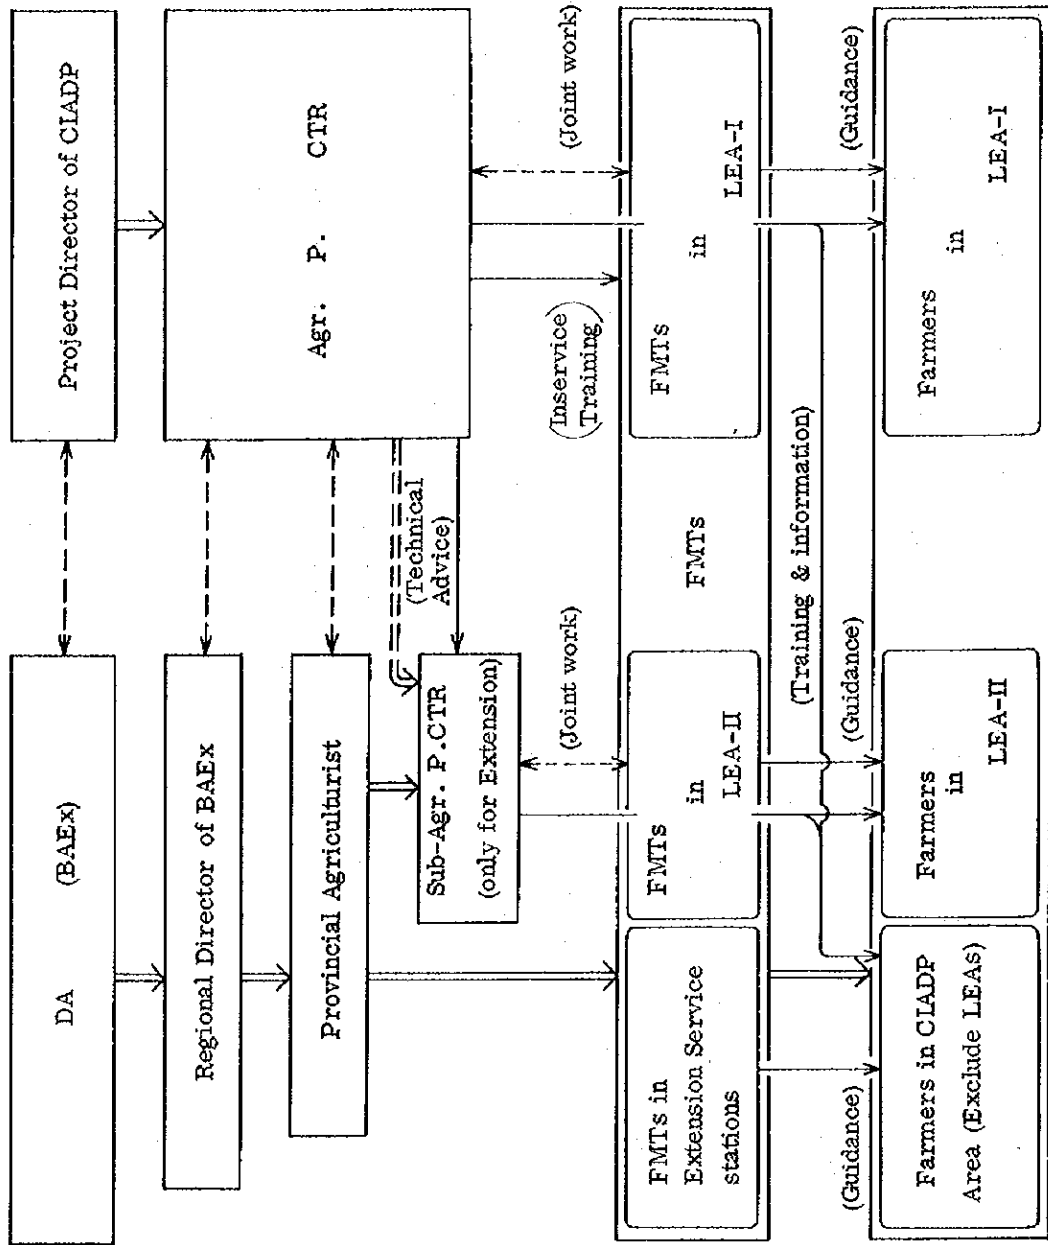 DA (BAEx)
Project Director of CIADP
Regional Director of BAEx
Agr. P. CTR
Provincial Agriculturist
(Technical
Advice)
Sub-Agr. P.CTR
(only for Extension)
(Joint work)
(Joint work)
(Inservice
Training)
FMTs in
Extension Service
stations
FMTs
in
LEA-II
FMTs
FMTs
in
LEA-I
(Training & information)
(Guidance)
(Guidance)
(Guidance)
Farmers in CIADP
Area (Exclude LEAs)
Farmers
in
LEA-II
Farmers
in
LEA-I